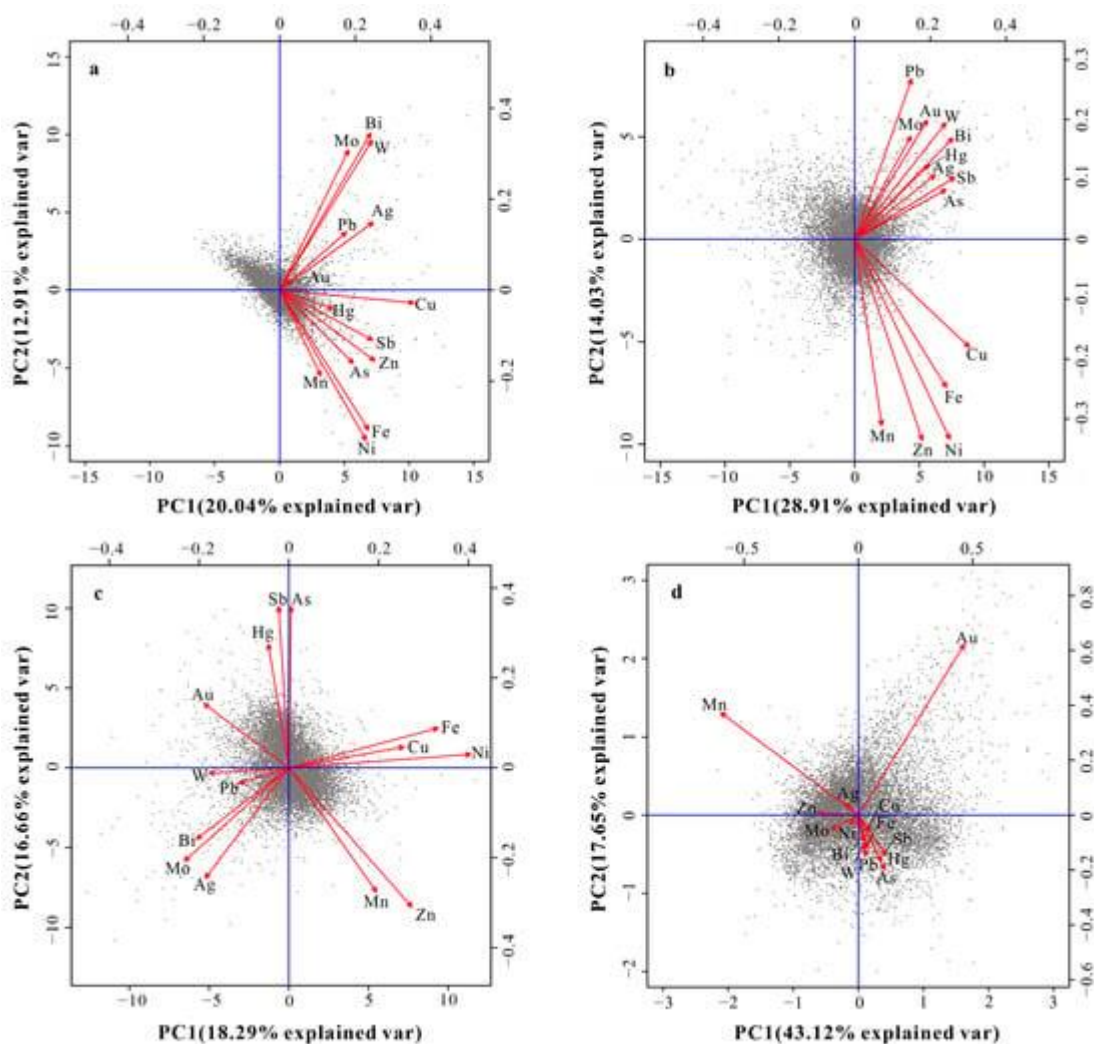 −0.4 −0.2 0 0.2 0.4
a
15
10
5
0
−5
−10
0.4
0.2
0
−0.2
Bi
Mo W
Ag
Pb
Au
Cu
Hg
Sb
Zn
As
Mn
Fe
Ni
PC2(12.91% explained var)
−15 −10 −5 0 5 10 15
PC1(20.04% explained var)
−0.4 −0.2 0 0.2 0.4
b
5
0
−5
−10
0.3
0.2
0.1
0
−0.1
−0.2
−0.3
Pb
Au W
Mo
Bi
Hg
Ag
Sb
As
Cu
Fe
Mn
Zn Ni
PC2(14.03% explained var)
−15 −10 −5 0 5 10 15
PC1(28.91% explained var)
−0.4 −0.2 0 0.2 0.4
c
10
5
0
−5
−10
0.4
0.2
0
−0.2
−0.4
Sb As
Hg
Au
Fe
Cu
Ni
W
Pb
Bi
Mo
Ag
Mn
Zn
PC2(16.66% explained var)
−10 −5 0 5 10
PC1(18.29% explained var)
−0.5 0 0.5
d
3
2
1
0
−1
−2
0.8
0.6
0.4
0.2
0
−0.2
−0.4
−0.6
Au
Mn
Ag
Zn
Mo
Ni
Fe
Sb
Bi
Pb
Hg
W
As
PC2(17.65% explained var)
−3 −2 −1 0 1 2 3
PC1(43.12% explained var)